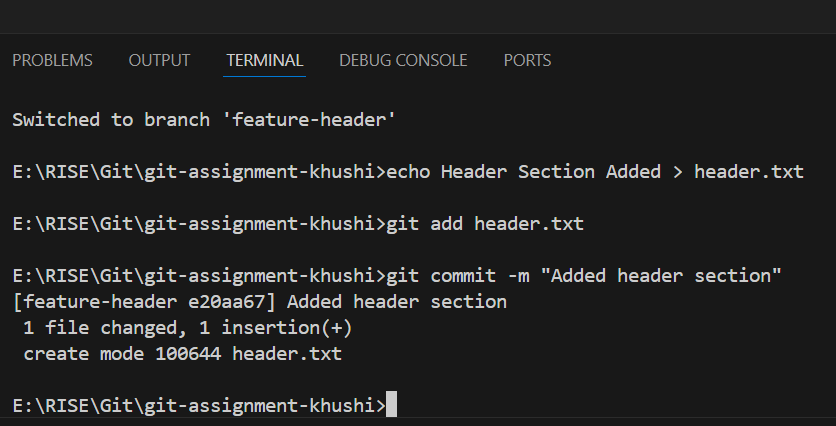 PROBLEMS OUTPUT TERMINAL DEBUG CONSOLE PORTS
Switched to branch 'feature-header'
E:\RISE\Git\git-assignment-khushi>echo Header Section Added > header.txt
E:\RISE\Git\git-assignment-khushi>git add header.txt
E:\RISE\Git\git-assignment-khushi>git commit -m "Added header section"
[feature-header e20aa67] Added header section
 1 file changed, 1 insertion(+)
 create mode 100644 header.txt
E:\RISE\Git\git-assignment-khushi>